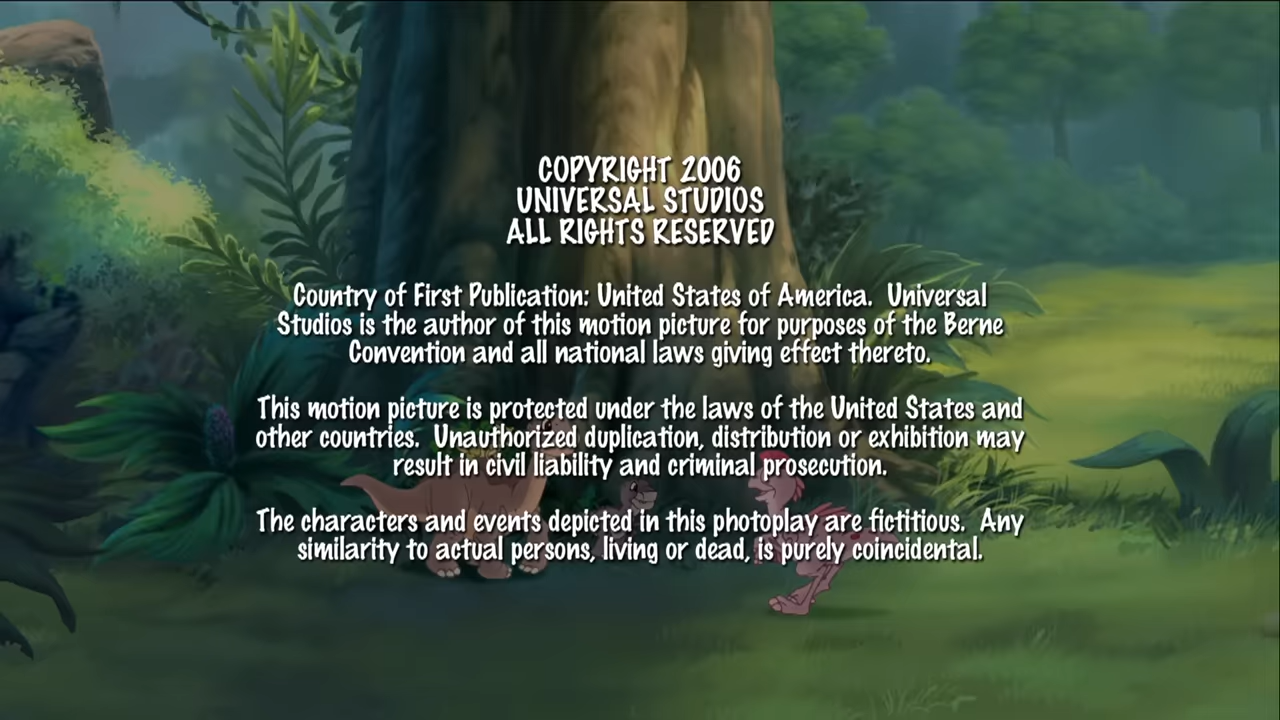 COPYRIGHT 2006
UNIVERSAL STUDIOS
ALL RIGHTS RESERVED
Country of First Publication: United States of America.  Universal
Studios is the author of this motion picture for purposes of the Berne
Convention and all national laws giving effect thereto.
This motion picture is protected under the laws of the United States and
other countries.  Unauthorized duplication, distribution or exhibition may
result in civil liability and criminal prosecution.
The characters and events depicted in this photoplay are fictitious.  Any
similarity to actual persons, living or dead, is purely coincidental.